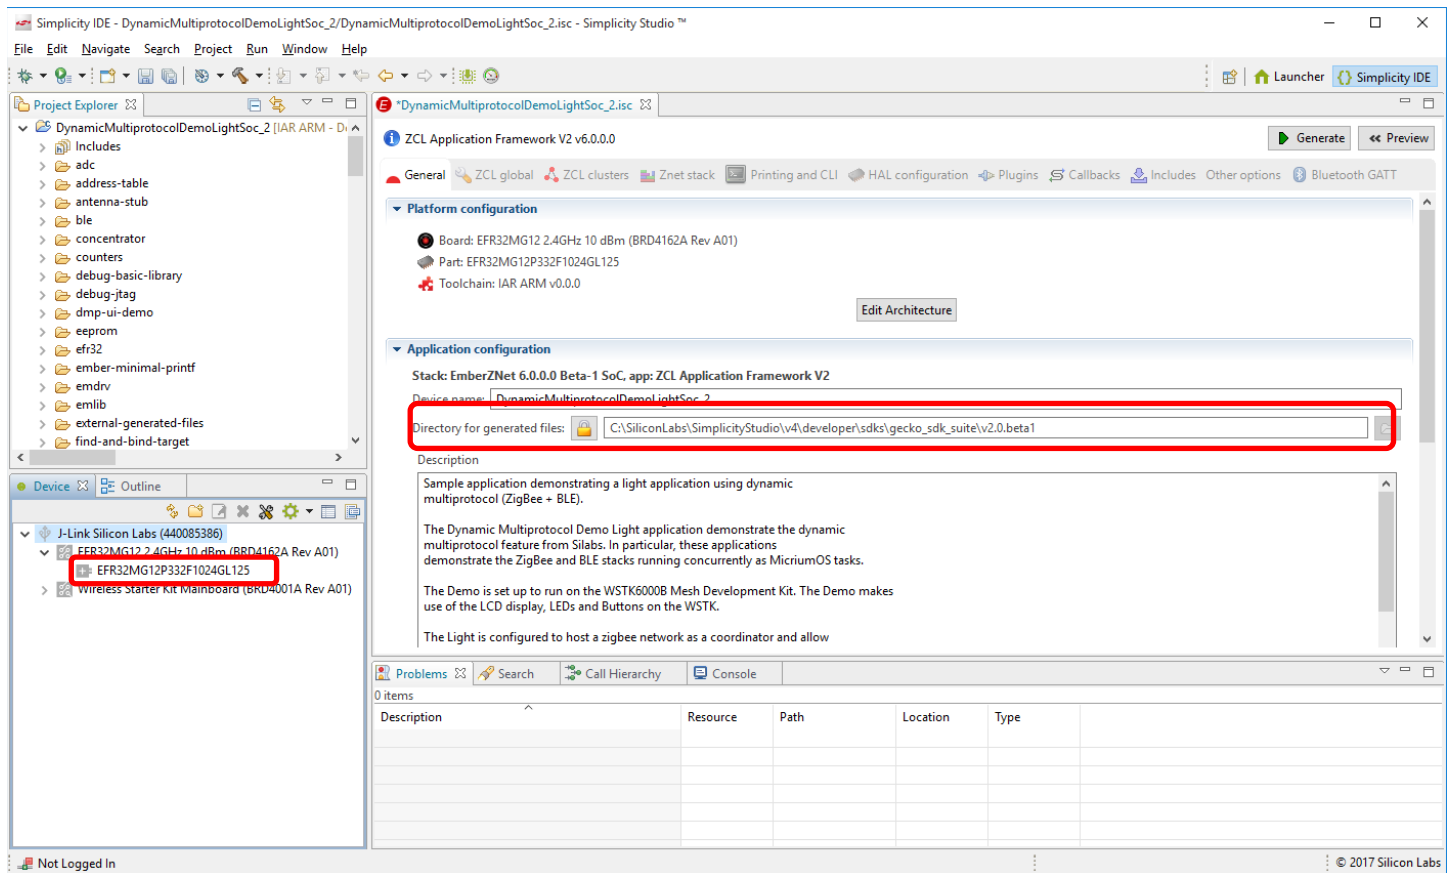 Simplicity IDE - DynamicMultiprotocolDemoLightSoc_2/DynamicMultiprotocolDemoLightSoc_2.isc - Simplicity Studio ™
File Edit Navigate Search Project Run Window Help
Launcher {} Simplicity IDE
Project Explorer
DynamicMultiprotocolDemoLightSoc_2 [IAR ARM - D
Includes
adc
address-table
antenna-stub
ble
concentrator
counters
debug-basic-library
debug-jtag
dmp-ui-demo
eeprom
efr32
ember-minimal-printf
emdrv
emlib
external-generated-files
find-and-bind-target
Device Outline
J-Link Silicon Labs (440085386)
EFR32MG12 2.4GHz 10 dBm (BRD4162A Rev A01)
EFR32MG12P332F1024GL125
Wireless Starter Kit Mainboard (BRD4001A Rev A01)
*DynamicMultiprotocolDemoLightSoc_2.isc
ZCL Application Framework V2 v6.0.0.0
Generate Preview
General ZCL global ZCL clusters Znet stack Printing and CLI HAL configuration Plugins Callbacks Includes Other options Bluetooth GATT
Platform configuration
Board: EFR32MG12 2.4GHz 10 dBm (BRD4162A Rev A01)
Part: EFR32MG12P332F1024GL125
Toolchain: IAR ARM v0.0.0
Edit Architecture
Application configuration
Stack: EmberZNet 6.0.0.0 Beta-1 SoC, app: ZCL Application Framework V2
Device name: DynamicMultiprotocolDemoLightSoc_2
Directory for generated files: C:\SiliconLabs\SimplicityStudio\v4\developer\sdks\gecko_sdk_suite\v2.0.beta1
Description
Sample application demonstrating a light application using dynamic
multiprotocol (ZigBee + BLE).
The Dynamic Multiprotocol Demo Light application demonstrate the dynamic
multiprotocol feature from Silabs. In particular, these applications
demonstrate the ZigBee and BLE stacks running concurrently as MicriumOS tasks.
The Demo is set up to run on the WSTK6000B Mesh Development Kit. The Demo makes
use of the LCD display, LEDs and Buttons on the WSTK.
The Light is configured to host a zigbee network as a coordinator and allow
Problems Search Call Hierarchy Console
0 items
Description Resource Path Location Type
Not Logged In
© 2017 Silicon Labs